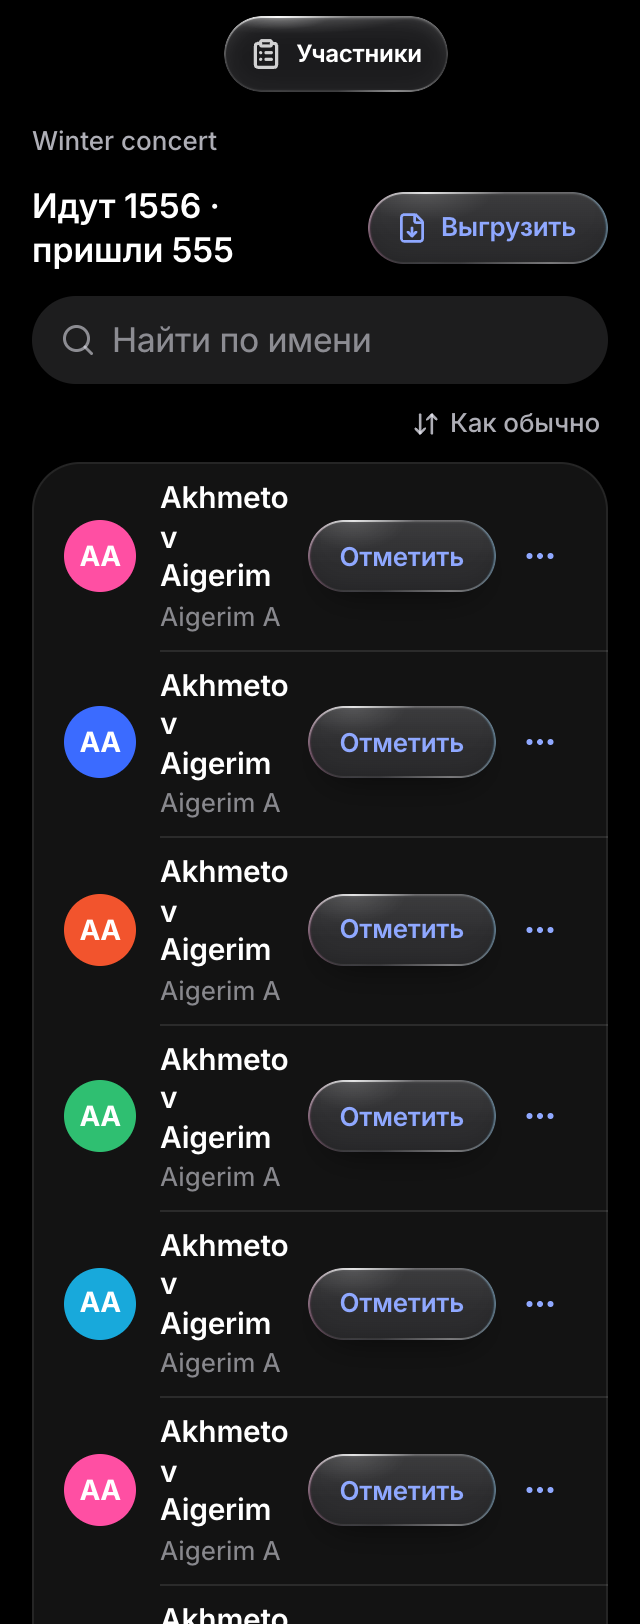 Участники
Winter concert
Идут 1556 ·
пришли 555
Выгрузить
Найти по имени
Как обычно
AA
Akhmeto
v
Aigerim
Aigerim A
Отметить
AA
Akhmeto
v
Aigerim
Aigerim A
Отметить
AA
Akhmeto
v
Aigerim
Aigerim A
Отметить
AA
Akhmeto
v
Aigerim
Aigerim A
Отметить
AA
Akhmeto
v
Aigerim
Aigerim A
Отметить
AA
Akhmeto
v
Aigerim
Aigerim A
Отметить
Akhmeto